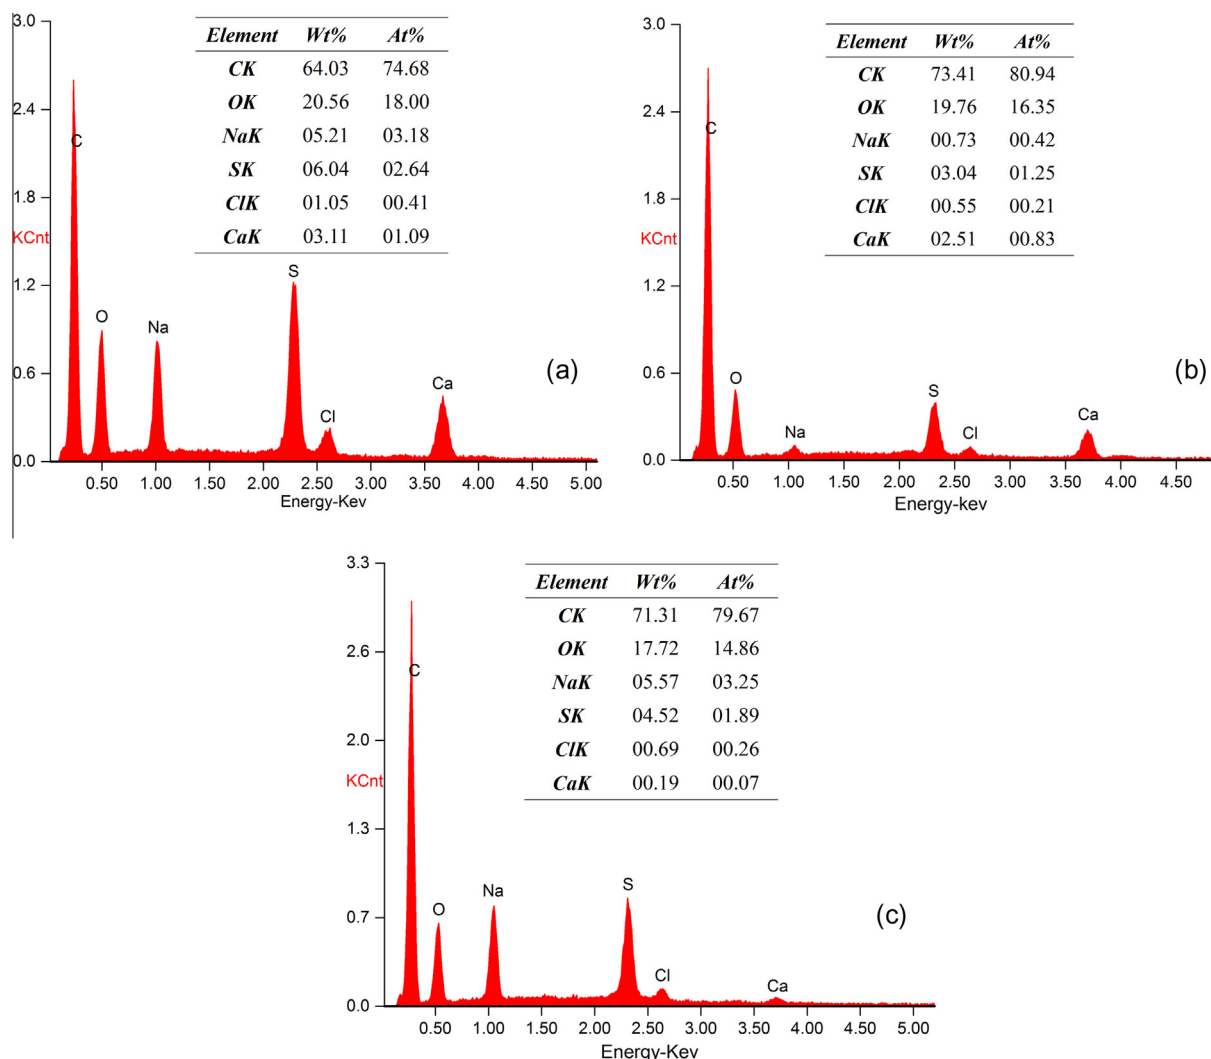 3.0
2.4
1.8
KCnt
1.2
0.6
0.0
Element Wt% At%
CK 64.03 74.68
OK 20.56 18.00
NaK 05.21 03.18
SK 06.04 02.64
ClK 01.05 00.41
CaK 03.11 01.09
C
O
Na
S
Cl
Ca
(a)
0.50 1.00 1.50 2.00 2.50 3.00 3.50 4.00 4.50 5.00
Energy-Kev
3.0
2.4
1.8
KCnt
1.2
0.6
0.0
Element Wt% At%
CK 73.41 80.94
OK 19.76 16.35
NaK 00.73 00.42
SK 03.04 01.25
ClK 00.55 00.21
CaK 02.51 00.83
C
O
Na
S
Cl
Ca
(b)
0.50 1.00 1.50 2.00 2.50 3.00 3.50 4.00 4.50
Energy-kev
3.3
2.6
2.0
KCnt
1.3
0.7
0.0
Element Wt% At%
CK 71.31 79.67
OK 17.72 14.86
NaK 05.57 03.25
SK 04.52 01.89
ClK 00.69 00.26
CaK 00.19 00.07
C
O
Na
S
Cl
Ca
(c)
0.50 1.00 1.50 2.00 2.50 3.00 3.50 4.00 4.50 5.00
Energy-Kev